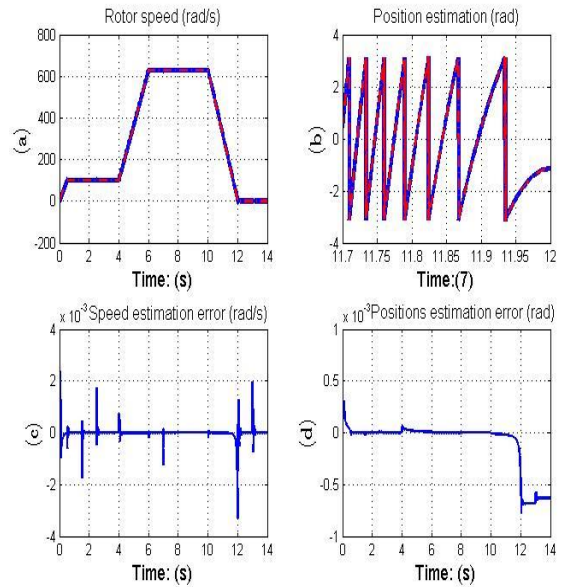 Rotor speed (rad/s)
800
600
400
200
0
-200
(a)
0 2 4 6 8 10 12 14
Time: (s)
Position estimation (rad)
4
2
0
-2
-4
(b)
11.7 11.75 11.8 11.85 11.9 11.95 12
Time:(7)
x 10-3 Speed estimation error (rad/s)
4
2
0
-2
-4
(c)
0 2 4 6 8 10 12 14
Time: (s)
x 10-3 Positions estimation error (rad)
1
0.5
0
-0.5
-1
(d)
0 2 4 6 8 10 12 14
Time: (s)